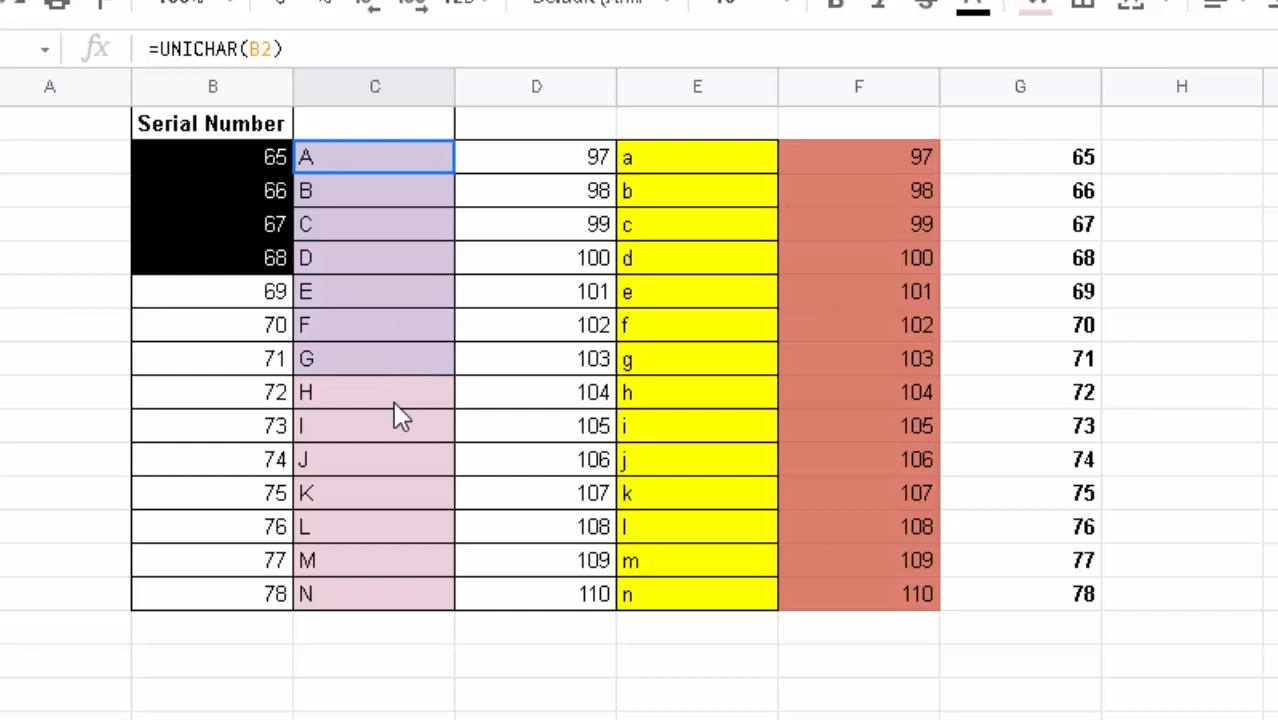 =UNICHAR(B2)
A B C D E F G H
Serial Number
65 A 97 a 97 65
66 B 98 b 98 66
67 C 99 c 99 67
68 D 100 d 100 68
69 E 101 e 101 69
70 F 102 f 102 70
71 G 103 g 103 71
72 H 104 h 104 72
73 I 105 i 105 73
74 J 106 j 106 74
75 K 107 k 107 75
76 L 108 l 108 76
77 M 109 m 109 77
78 N 110 n 110 78